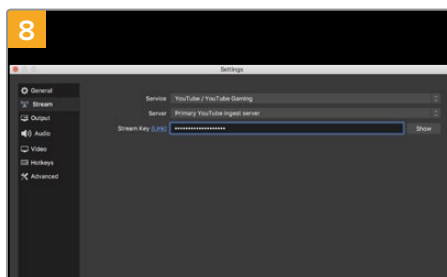 8
Settings
General
Stream
Output
Audio
Video
Hotkeys
Advanced
Service YouTube / YouTube Gaming
Server Primary YouTube ingest server
Stream Key (Link) •••••••••••••••••••• Show